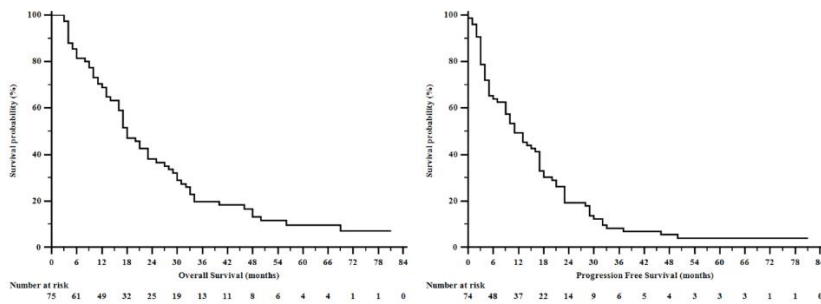 100
80
60
40
20
0
Survival probability (%)
0 6 12 18 24 30 36 42 48 54 60 66 72 78 84
Overall Survival (months)
Number at risk
75 61 49 32 25 19 13 11 8 6 4 4 1 1 0
100
80
60
40
20
0
Survival probability (%)
0 6 12 18 24 30 36 42 48 54 60 66 72 78 84
Progression Free Survival (months)
Number at risk
74 48 37 22 14 9 6 5 4 3 3 3 1 1